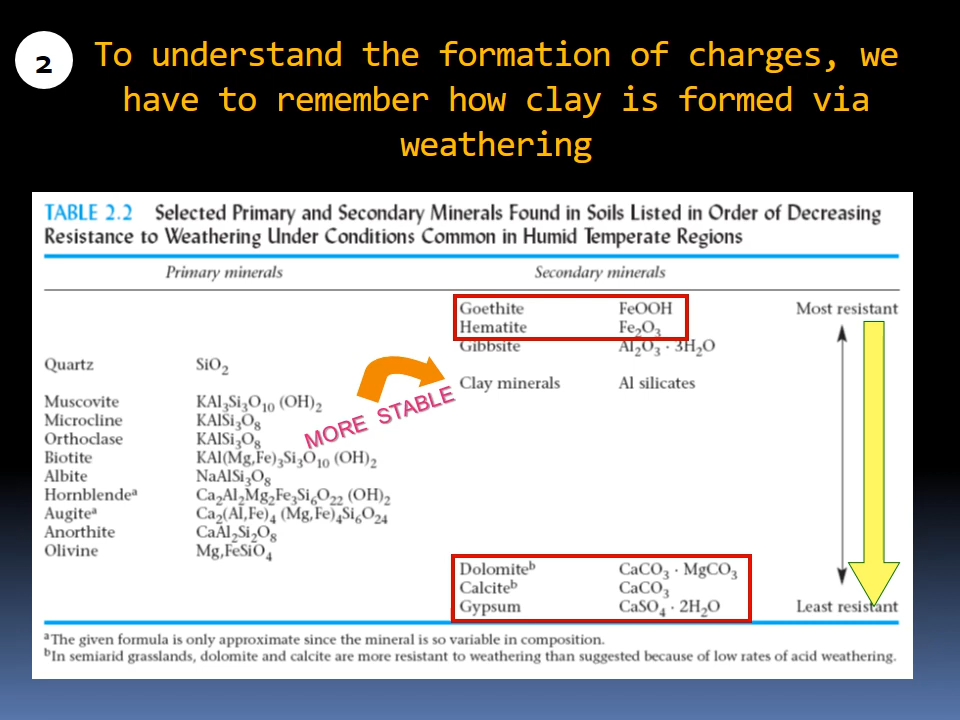 2
To understand the formation of charges, we
have to remember how clay is formed via
weathering
TABLE 2.2 Selected Primary and Secondary Minerals Found in Soils Listed in Order of Decreasing
Resistance to Weathering Under Conditions Common in Humid Temperate Regions
Primary minerals Secondary minerals
Goethite FeOOH Most resistant
Hematite Fe₂O₃
Gibbsite Al₂O₃ · 3H₂O
Quartz SiO₂
Clay minerals Al silicates
MORE STABLE
Muscovite KAl₃Si₃O₁₀ (OH)₂
Microcline KAlSi₃O₈
Orthoclase KAlSi₃O₈
Biotite KAl(Mg,Fe)₃Si₃O₁₀ (OH)₂
Albite NaAlSi₃O₈
Hornblendeᵃ Ca₂Al₂Mg₂Fe₃Si₆O₂₂ (OH)₂
Augiteᵃ Ca₂(Al,Fe)₄ (Mg,Fe)₄Si₆O₂₄
Anorthite CaAl₂Si₂O₈
Olivine Mg,FeSiO₄
Dolomiteᵇ CaCO₃ · MgCO₃
Calciteᵇ CaCO₃
Gypsum CaSO₄ · 2H₂O Least resistant
ᵃThe given formula is only approximate since the mineral is so variable in composition.
ᵇIn semiarid grasslands, dolomite and calcite are more resistant to weathering than suggested because of low rates of acid weathering.